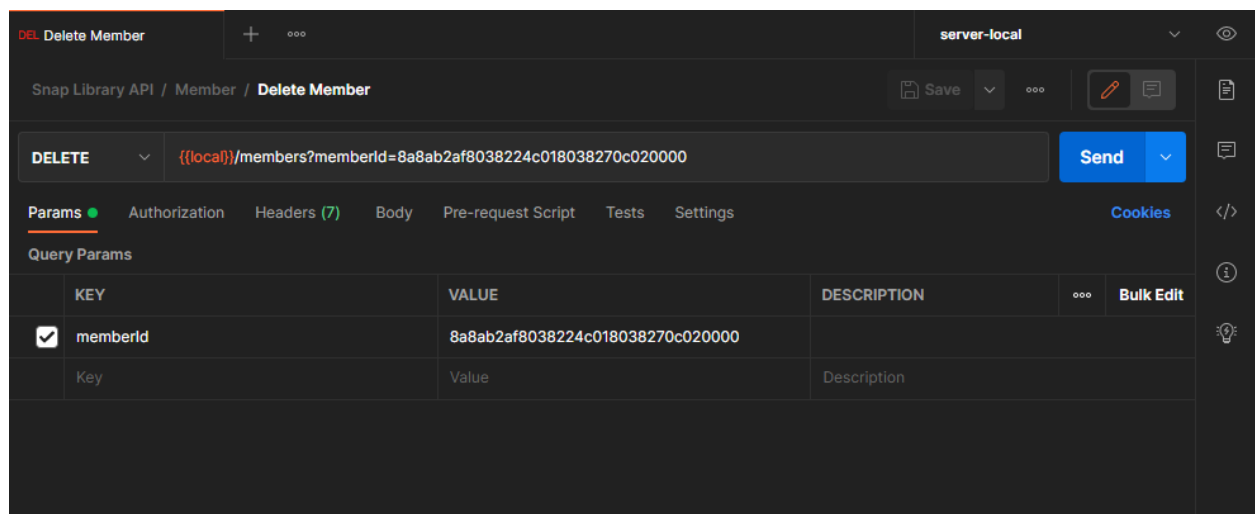 DEL Delete Member
server-local
Snap Library API / Member / Delete Member
Save
DELETE {{local}}/members?memberId=8a8ab2af8038224c018038270c020000 Send
Params Authorization Headers (7) Body Pre-request Script Tests Settings Cookies
Query Params
KEY VALUE DESCRIPTION Bulk Edit
memberId 8a8ab2af8038224c018038270c020000
Key Value Description